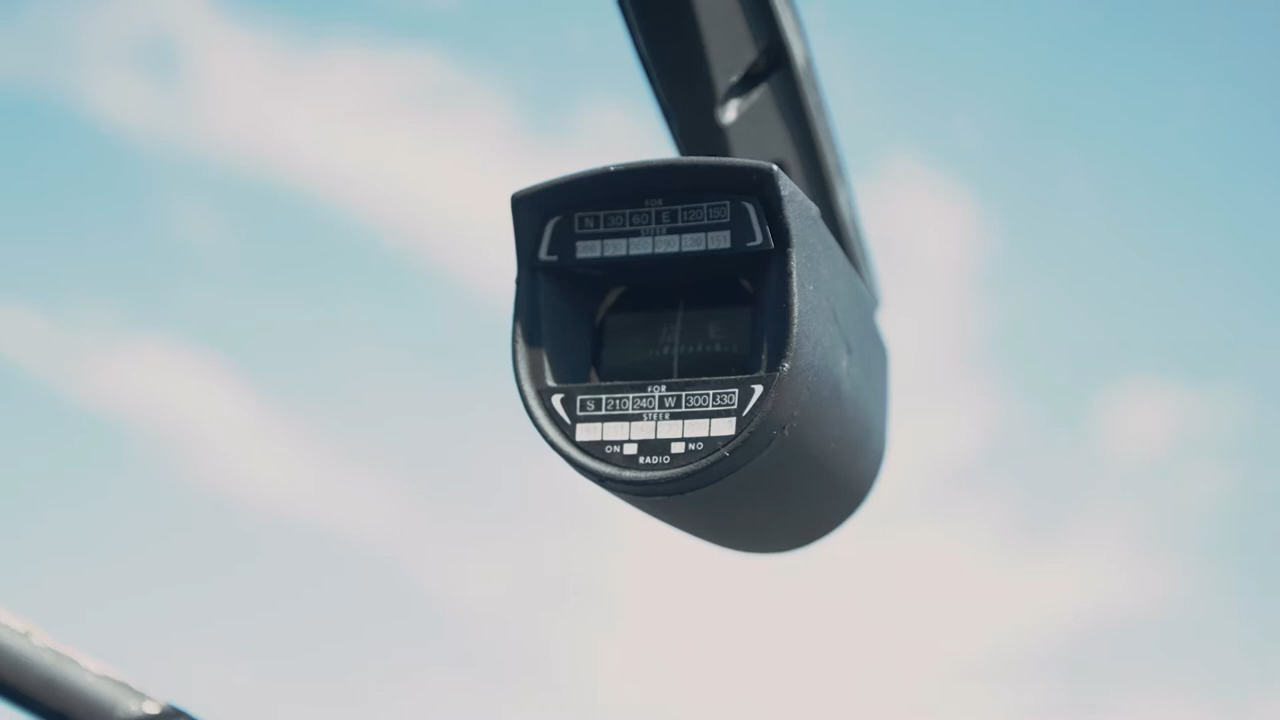 FOR
N 30 60 E 120 150
STEER
E
FOR
S 210 240 W 300 330
STEER
ON NO
RADIO